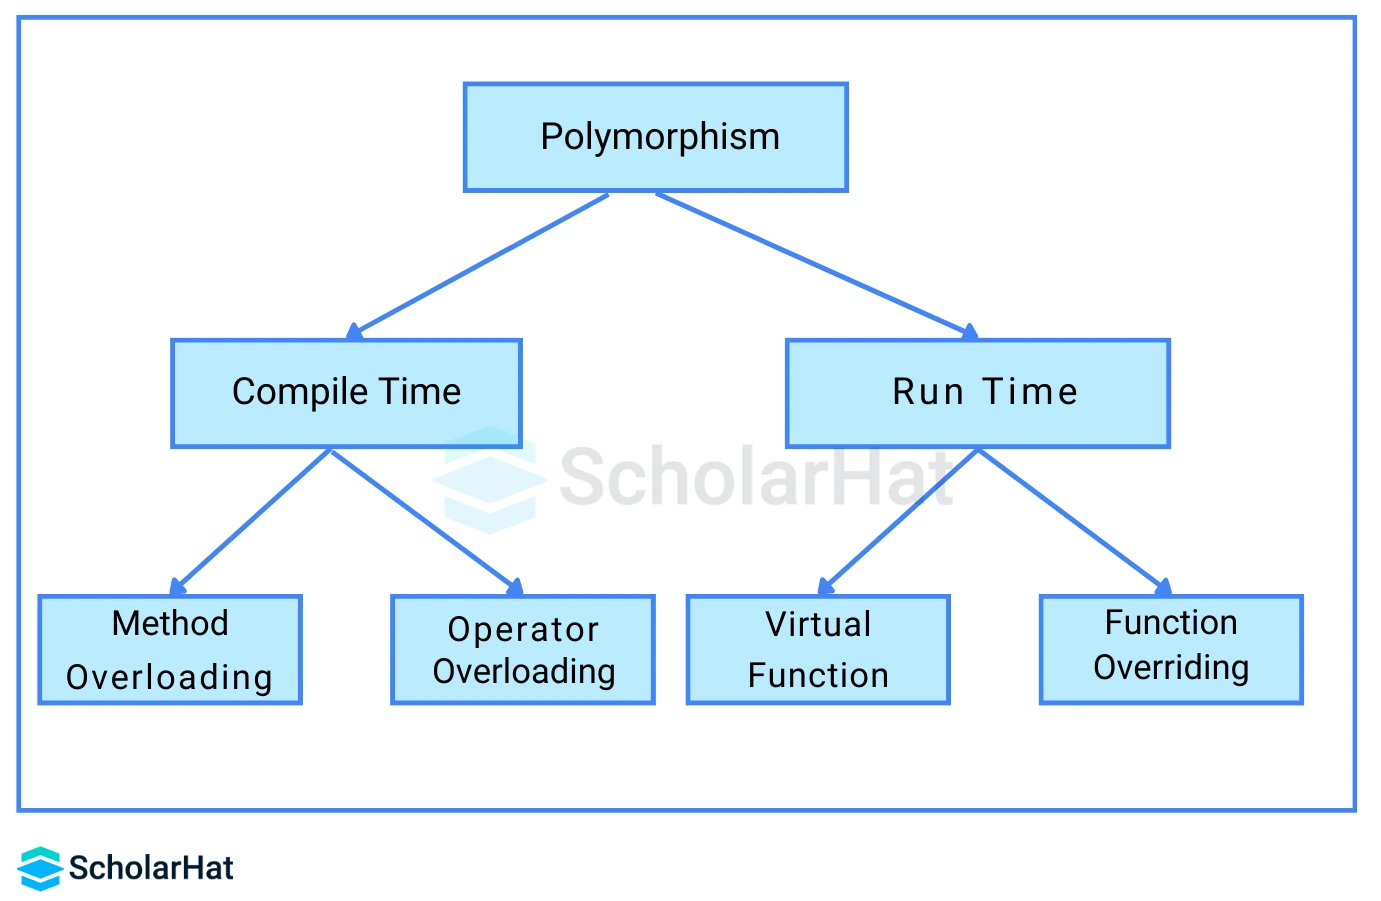 Polymorphism
Compile Time
Run Time
ScholarHat
Method
Overloading
Operator
Overloading
Virtual
Function
Function
Overriding
ScholarHat